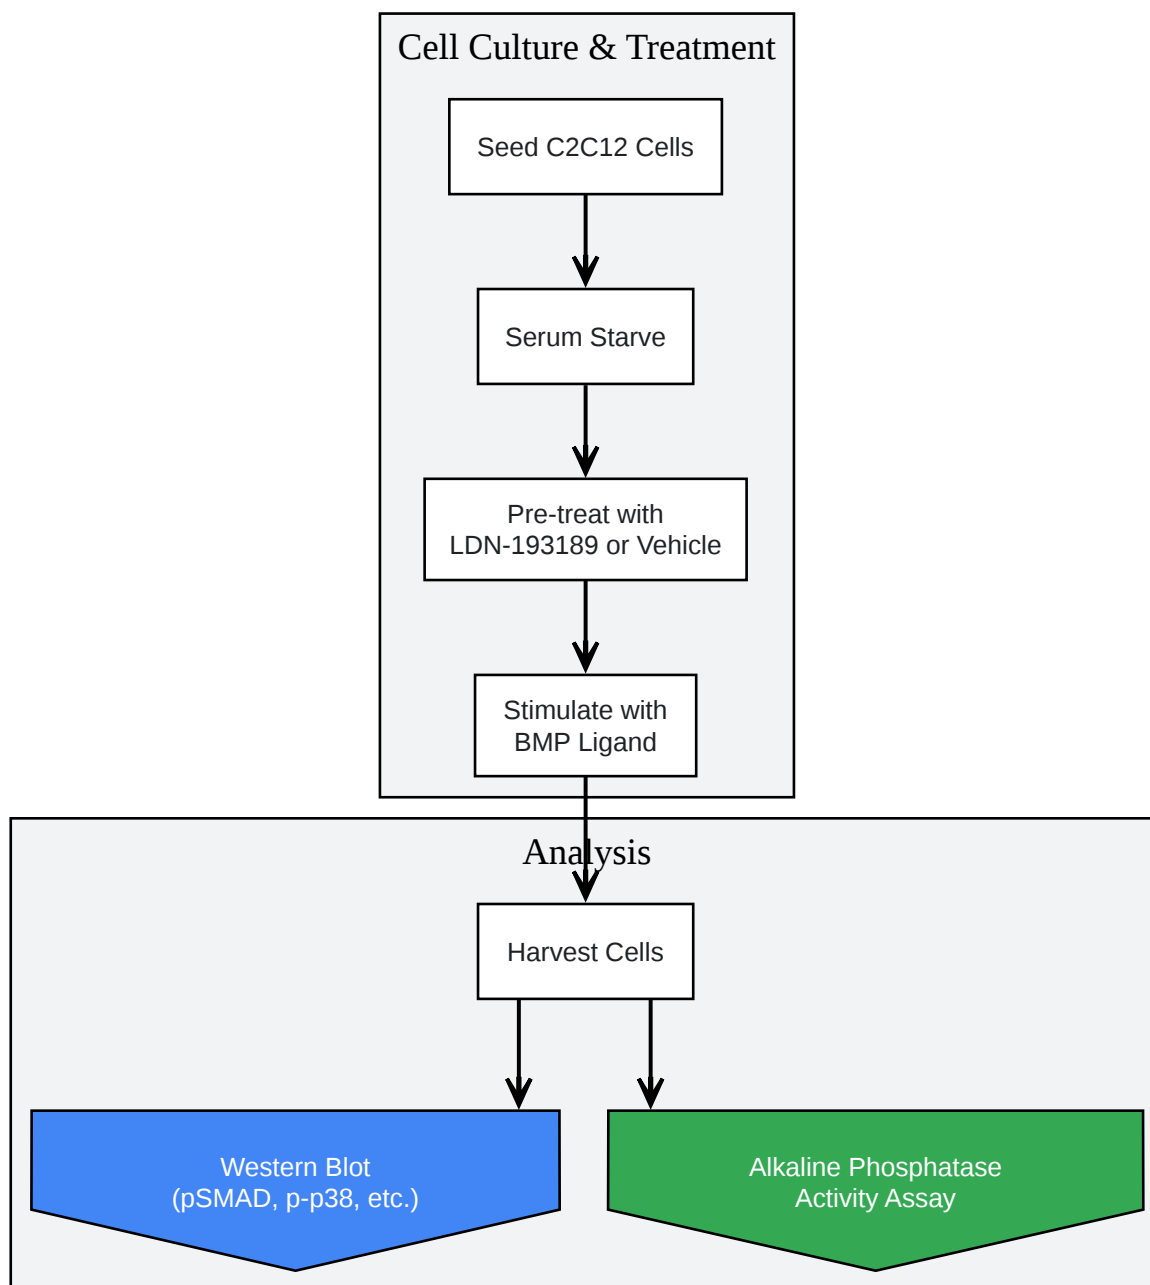 Cell Culture & Treatment
Seed C2C12 Cells
Serum Starve
Pre-treat with
LDN-193189 or Vehicle
Stimulate with
BMP Ligand
Analysis
Harvest Cells
Western Blot
(pSMAD, p-p38, etc.)
Alkaline Phosphatase
Activity Assay